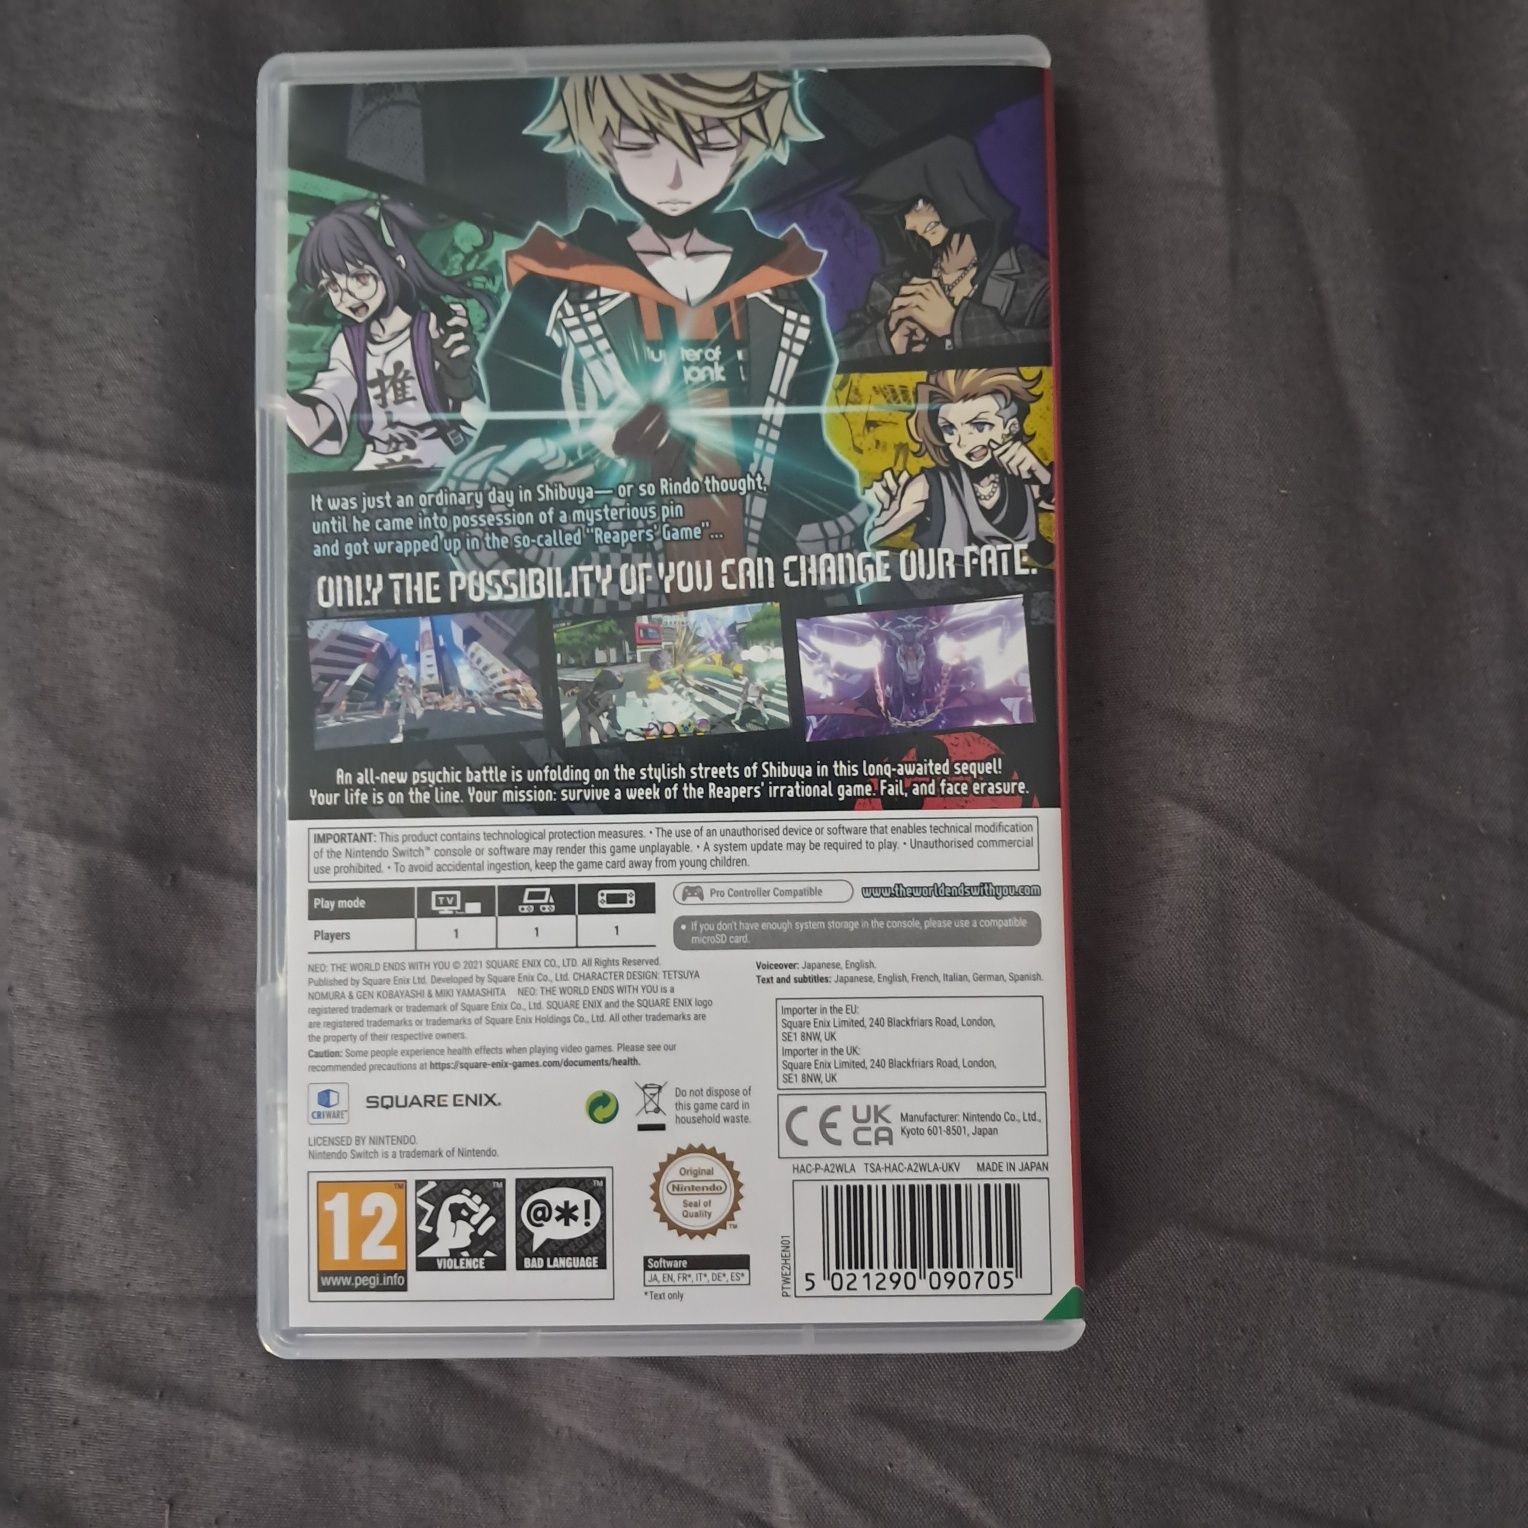 推
It was just an ordinary day in Shibuya— or so Rindo thought,
until he came into possession of a mysterious pin
and got wrapped up in the so-called "Reapers' Game"...
ONLY THE POSSIBILITY OF YOU CAN CHANGE OUR FATE.
An all-new psychic battle is unfolding on the stylish streets of Shibuya in this long-awaited sequel!
Your life is on the line. Your mission: survive a week of the Reapers' irrational game. Fail, and face erasure.
IMPORTANT: This product contains technological protection measures. • The use of an unauthorised device or software that enables technical modification
of the Nintendo Switch™ console or software may render this game unplayable. • A system update may be required to play. • Unauthorised commercial
use prohibited. • To avoid accidental ingestion, keep the game card away from young children.
Play mode TV
Players 1 1 1
Pro Controller Compatible
www.theworldendswithyou.com
• If you don't have enough system storage in the console, please use a compatible
microSD card.
NEO: THE WORLD ENDS WITH YOU © 2021 SQUARE ENIX CO., LTD. All Rights Reserved.
Published by Square Enix Ltd. Developed by Square Enix Co., Ltd. CHARACTER DESIGN: TETSUYA
NOMURA & GEN KOBAYASHI & MIKI YAMASHITA NEO: THE WORLD ENDS WITH YOU is a
registered trademark or trademark of Square Enix Co., Ltd. SQUARE ENIX and the SQUARE ENIX logo
are registered trademarks or trademarks of Square Enix Holdings Co., Ltd. All other trademarks are
the property of their respective owners.
Caution: Some people experience health effects when playing video games. Please see our
recommended precautions at https://square-enix-games.com/documents/health.
Voiceover: Japanese, English.
Text and subtitles: Japanese, English, French, Italian, German, Spanish.
Importer in the EU:
Square Enix Limited, 240 Blackfriars Road, London,
SE1 8NW, UK
Importer in the UK:
Square Enix Limited, 240 Blackfriars Road, London,
SE1 8NW, UK
CRIWARE™
SQUARE ENIX.
Do not dispose of
this game card in
household waste.
CE UK
CA
Manufacturer: Nintendo Co., Ltd.,
Kyoto 601-8501, Japan
LICENSED BY NINTENDO.
Nintendo Switch is a trademark of Nintendo.
HAC-P-A2WLA TSA-HAC-A2WLA-UKV MADE IN JAPAN
12 ™
www.pegi.info
™
VIOLENCE
@*! ™
BAD LANGUAGE
Original
Nintendo
Seal of
Quality
™
Software
JA, EN, FR*, IT*, DE*, ES*
*Text only
PTWE2HEN01
5 021290 090705